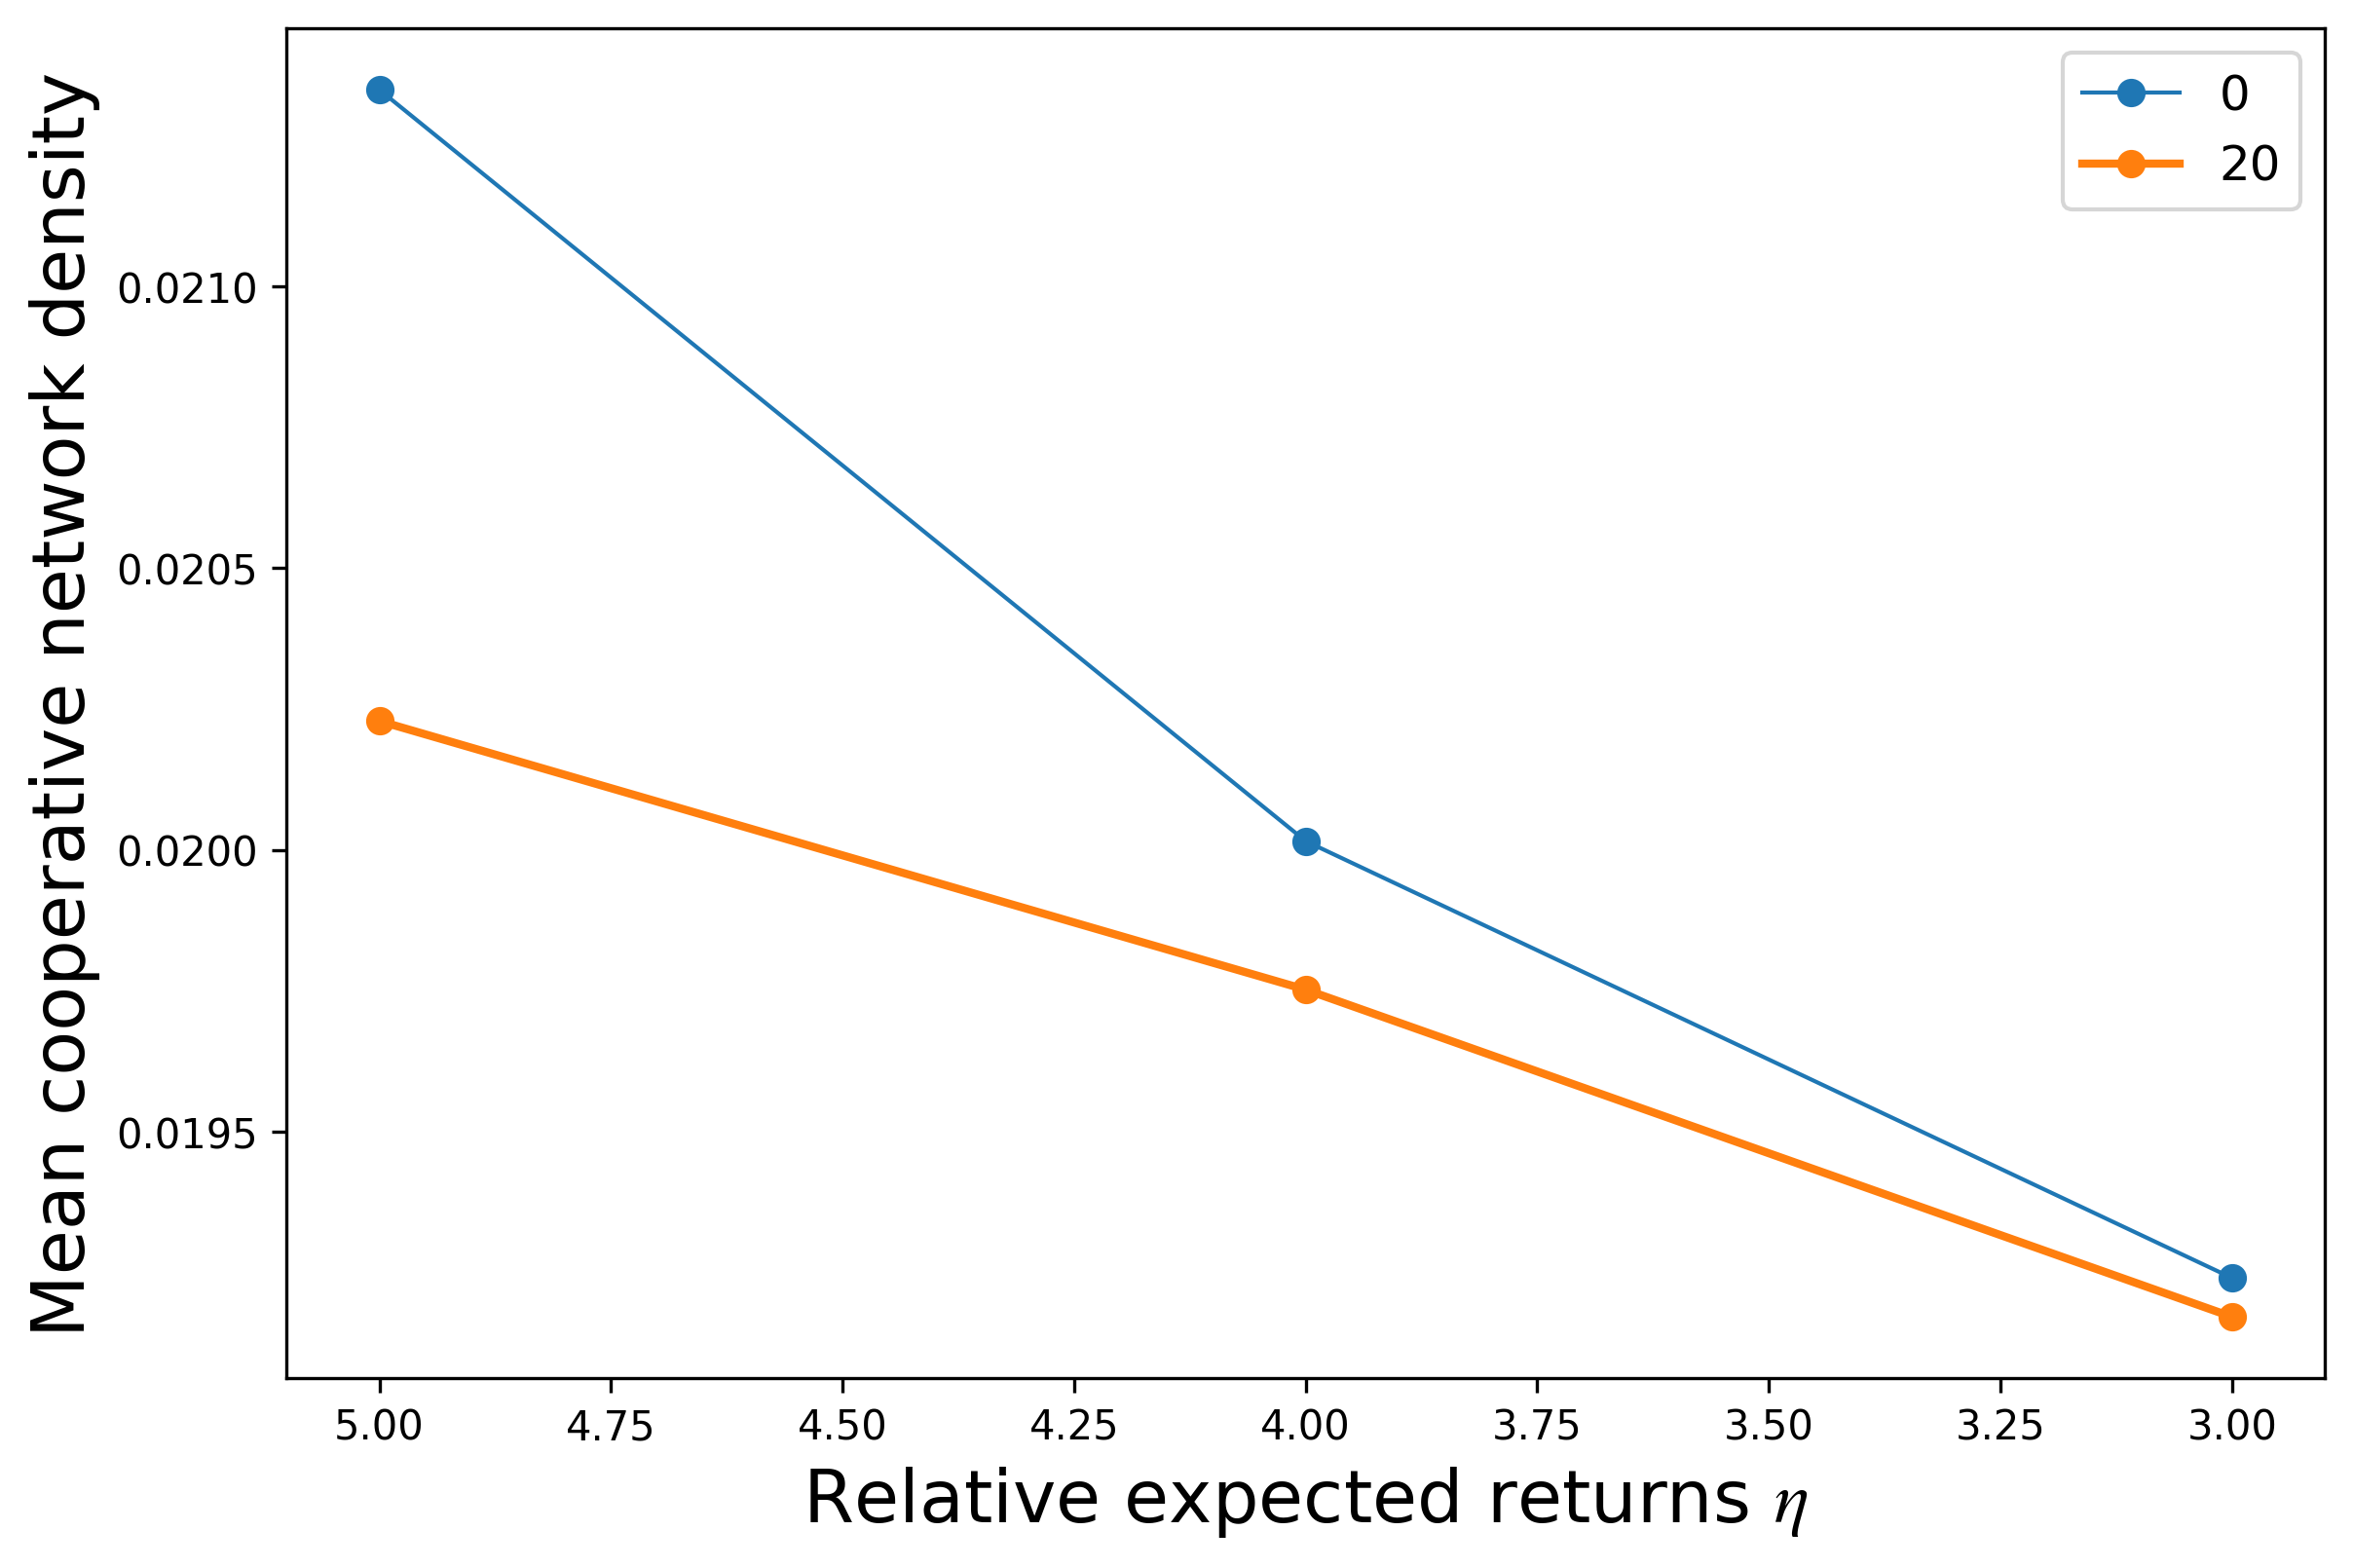 Mean cooperative network density
0.0210
0.0205
0.0200
0.0195
0
20
5.00 4.75 4.50 4.25 4.00 3.75 3.50 3.25 3.00
Relative expected returns η